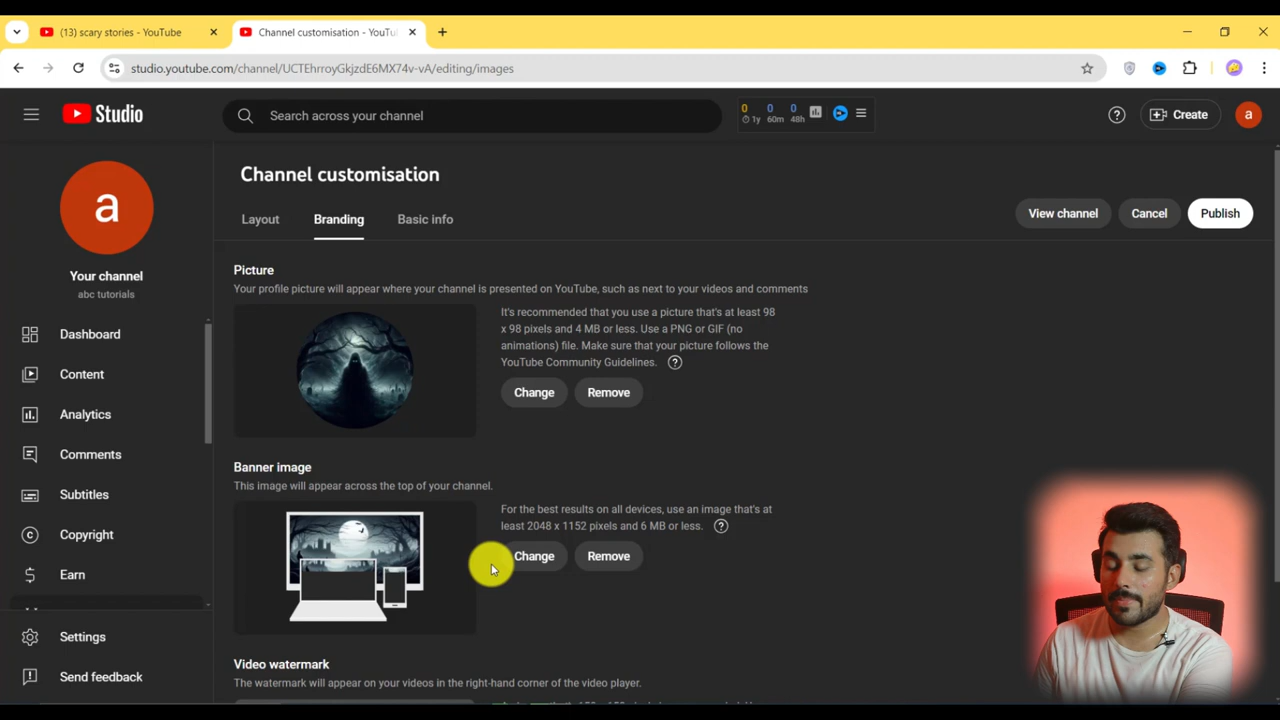 (13) scary stories - YouTube
Channel customisation - YouTu
studio.youtube.com/channel/UCTEhrroyGkjzdE6MX74v-vA/editing/images
Studio
Search across your channel
0 0 0
1y 60m 48h
Create
a
a
Your channel
abc tutorials
Dashboard
Content
Analytics
Comments
Subtitles
Copyright
Earn
Settings
Send feedback
Channel customisation
Layout Branding Basic info
View channel Cancel Publish
Picture
Your profile picture will appear where your channel is presented on YouTube, such as next to your videos and comments
It's recommended that you use a picture that's at least 98
x 98 pixels and 4 MB or less. Use a PNG or GIF (no
animations) file. Make sure that your picture follows the
YouTube Community Guidelines.
Change Remove
Banner image
This image will appear across the top of your channel.
For the best results on all devices, use an image that's at
least 2048 x 1152 pixels and 6 MB or less.
Change Remove
Video watermark
The watermark will appear on your videos in the right-hand corner of the video player.